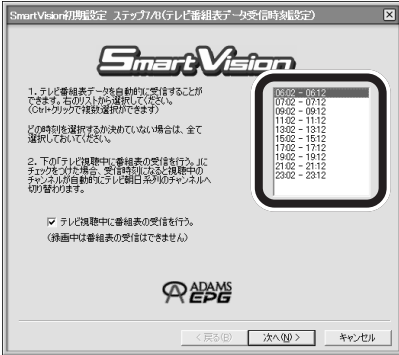 SmartVision初期設定 ステップ7/8(テレビ番組表データ受信時刻設定)
SmartVision
1. テレビ番組表データを自動的に受信することが
できます。右のリストから選択してください。
(Ctrl+クリックで複数選択ができます)
どの時刻を選択するか決めていない場合は、全て
選択しておいてください。
2. 下の「テレビ視聴中に番組表の受信を行う。」に
チェックをつけた場合、受信時刻になると視聴中の
チャンネルが自動的にテレビ朝日系列のチャンネルへ
切り替わります。
06:02 - 06:12
07:02 - 07:12
09:02 - 09:12
11:02 - 11:12
13:02 - 13:12
15:02 - 15:12
17:02 - 17:12
19:02 - 19:12
21:02 - 21:12
23:02 - 23:12
テレビ視聴中に番組表の受信を行う。
(録画中は番組表の受信はできません)
ADAMS
EPG
< 戻る(B)
次へ(N) >
キャンセル